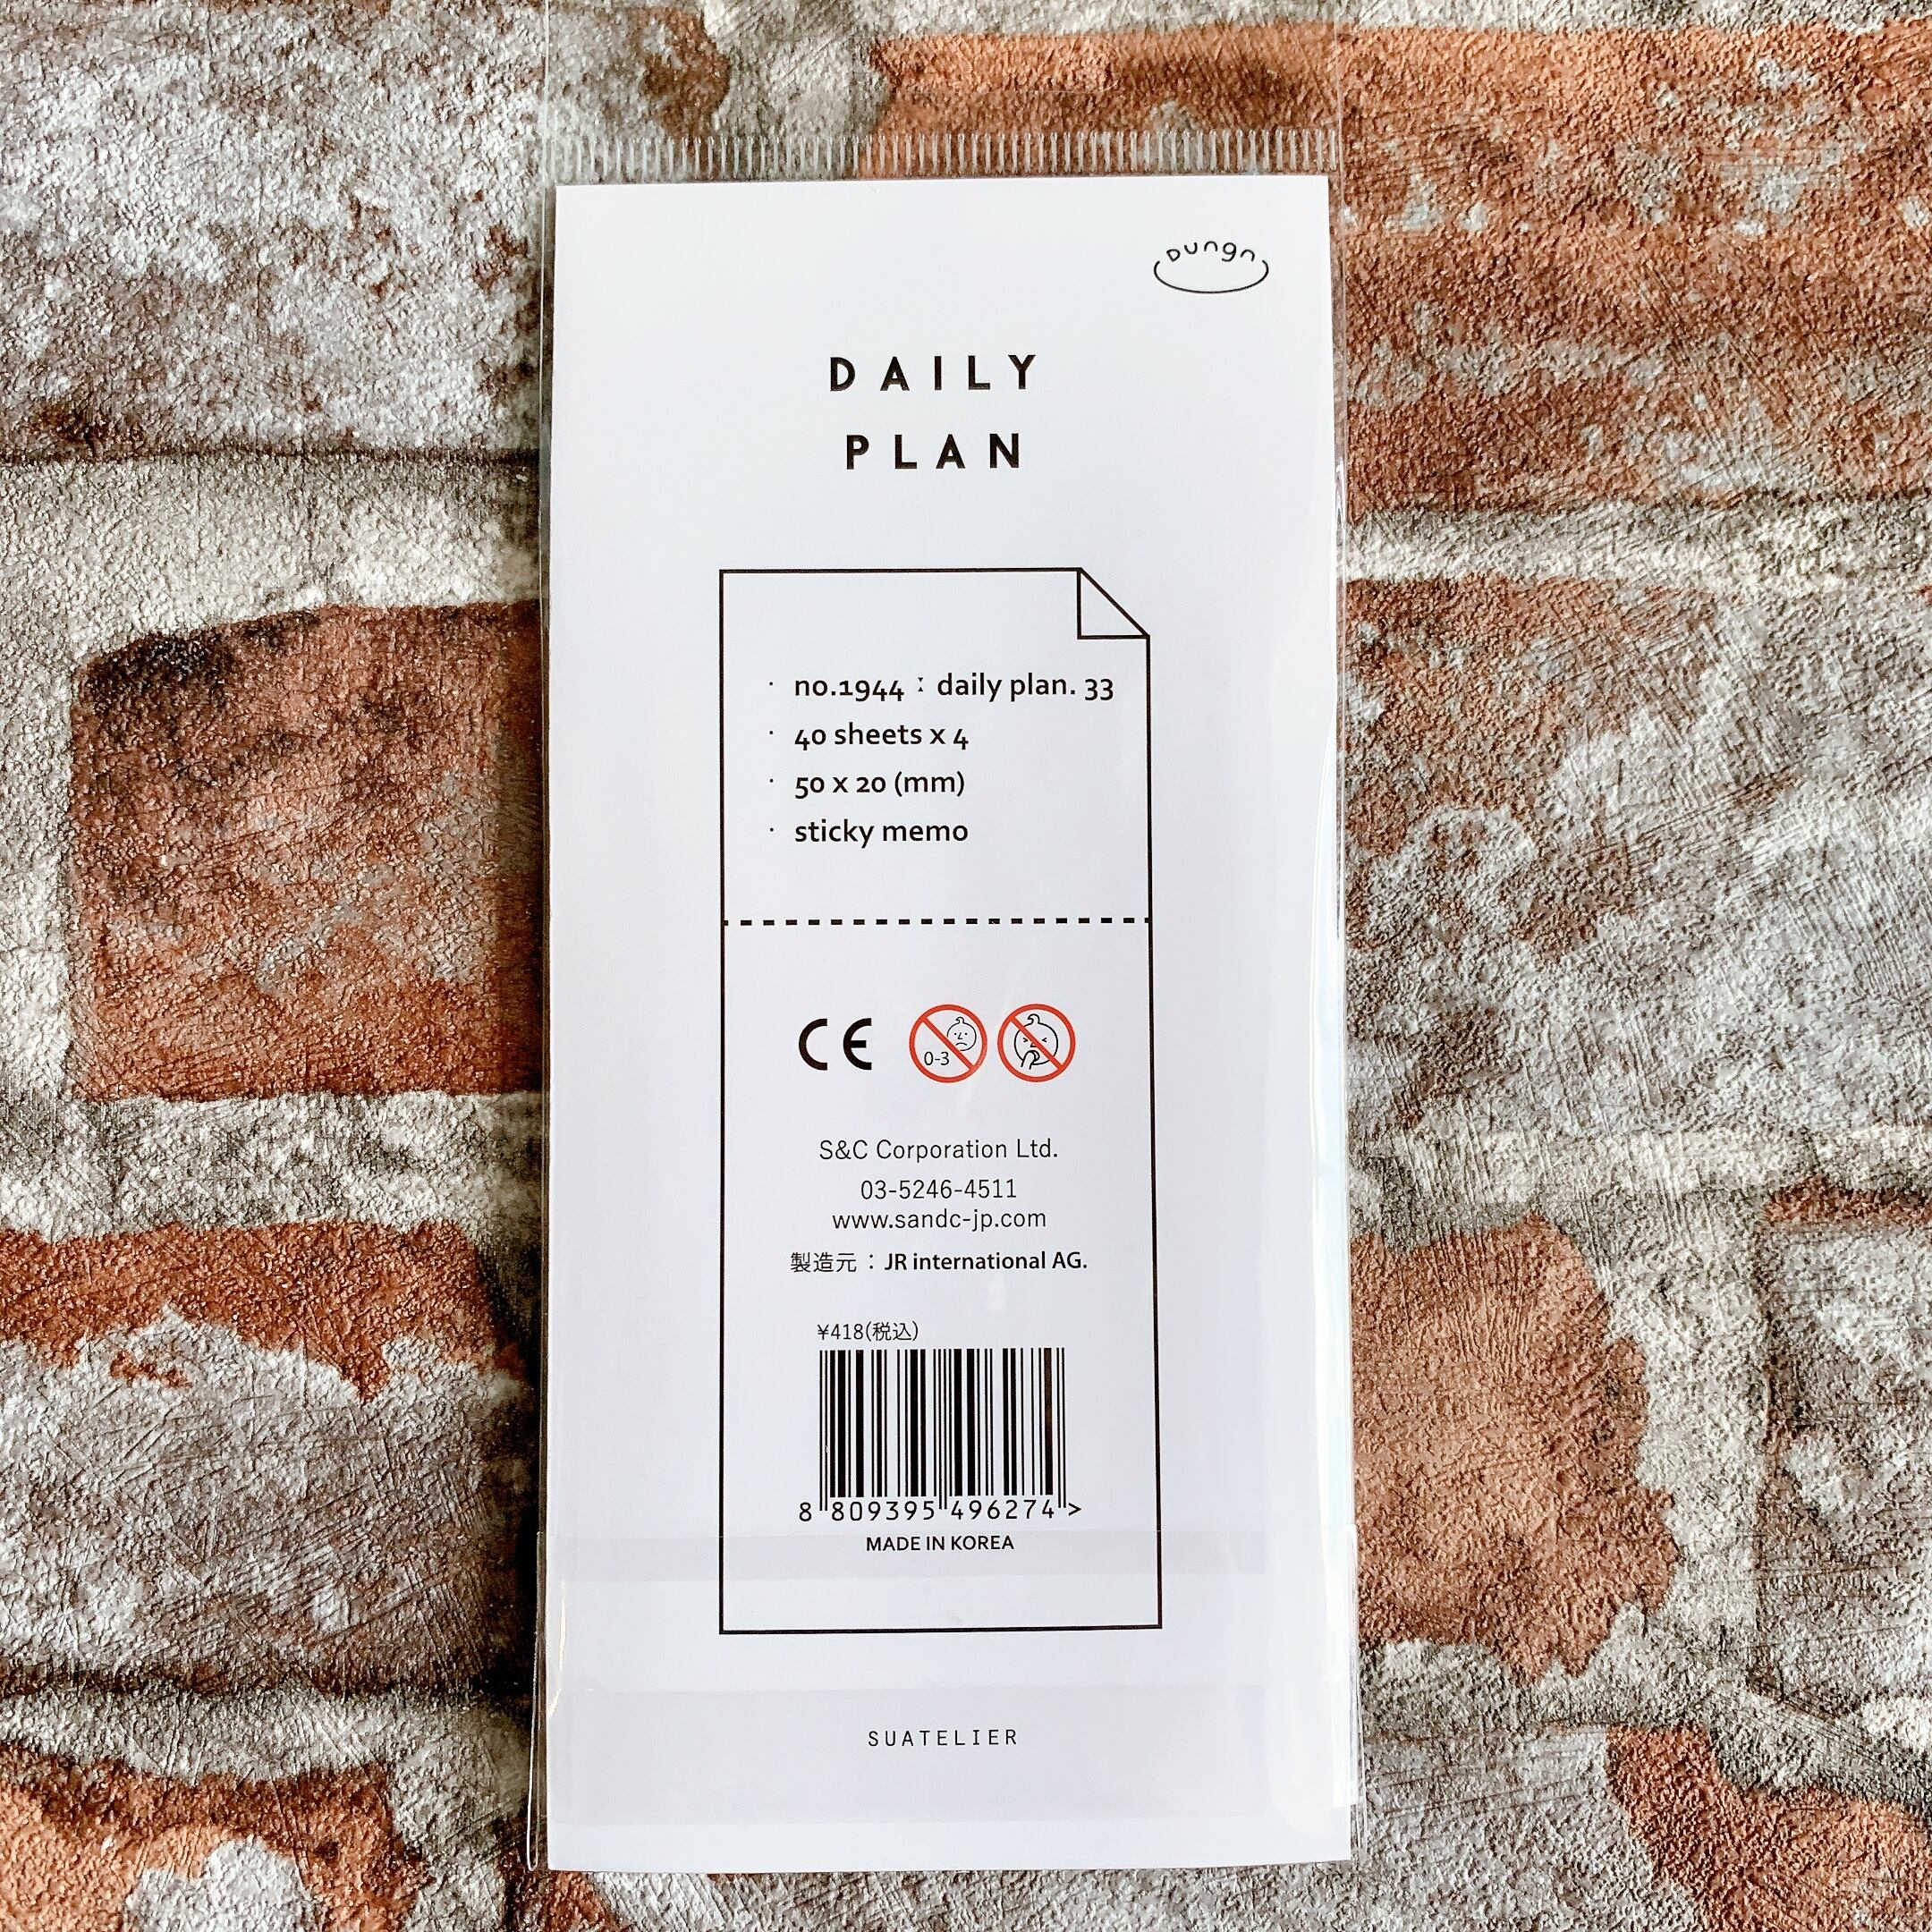 Dungn
DAILY
PLAN
· no.1944 : daily plan. 33
· 40 sheets x 4
· 50 x 20 (mm)
· sticky memo
CE
0-3
S&C Corporation Ltd.
03-5246-4511
www.sandc-jp.com
製造元：JR international AG.
¥418(税込)
8 809395 496274 >
MADE IN KOREA
SUATELIER